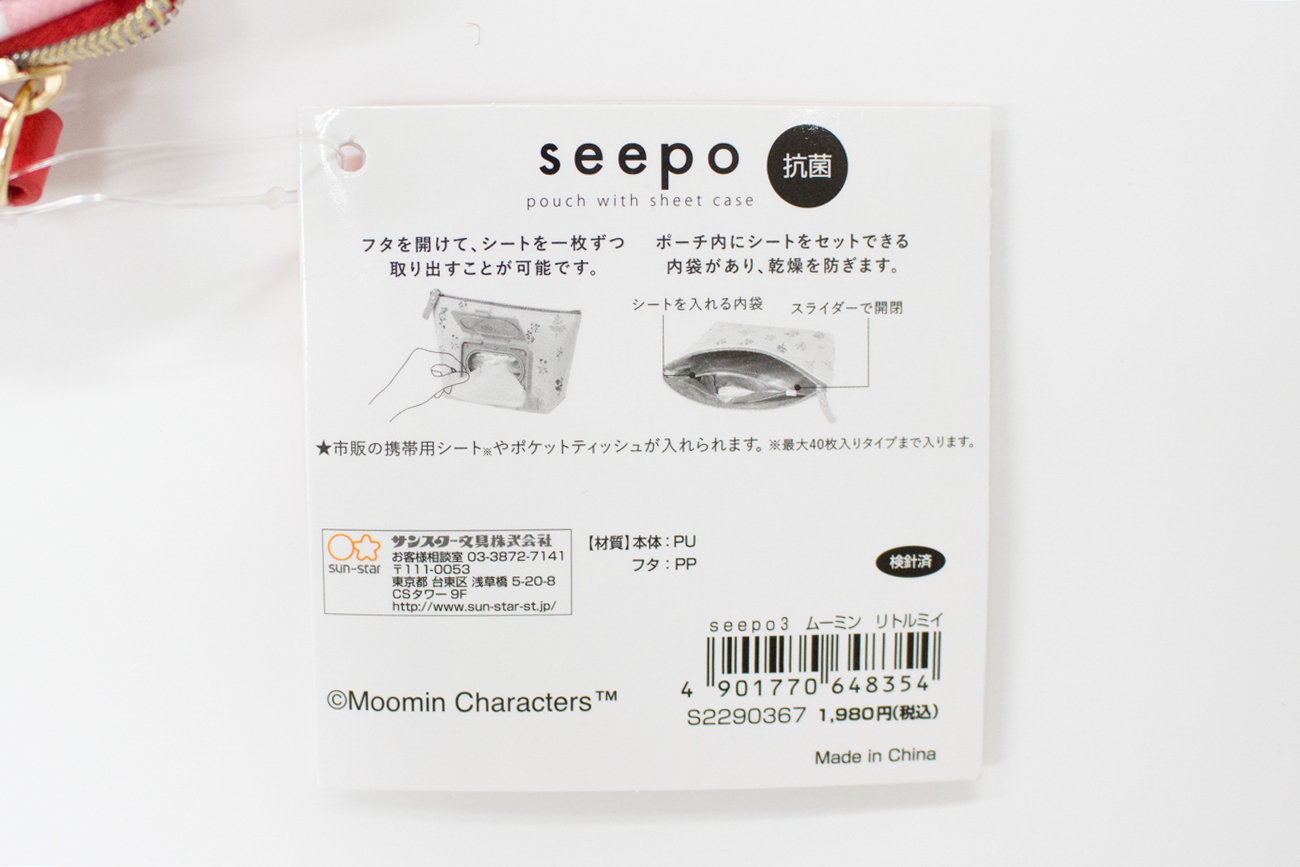 seepo
抗菌
pouch with sheet case
フタを開けて、シートを一枚ずつ
取り出すことが可能です。
ポーチ内にシートをセットできる
内袋があり、乾燥を防ぎます。
シートを入れる内袋
スライダーで開閉
★市販の携帯用シート※やポケットティッシュが入れられます。※最大40枚入りタイプまで入ります。
sun-star
サンスター文具株式会社
お客様相談室 03-3872-7141
〒111-0053
東京都 台東区 浅草橋 5-20-8
CSタワー 9F
http://www.sun-star-st.jp/
【材質】本体：PU
フタ：PP
検針済
seepo3 ムーミン リトルミイ
4 901770 648354
S2290367 1,980円(税込)
©Moomin Characters™
Made in China